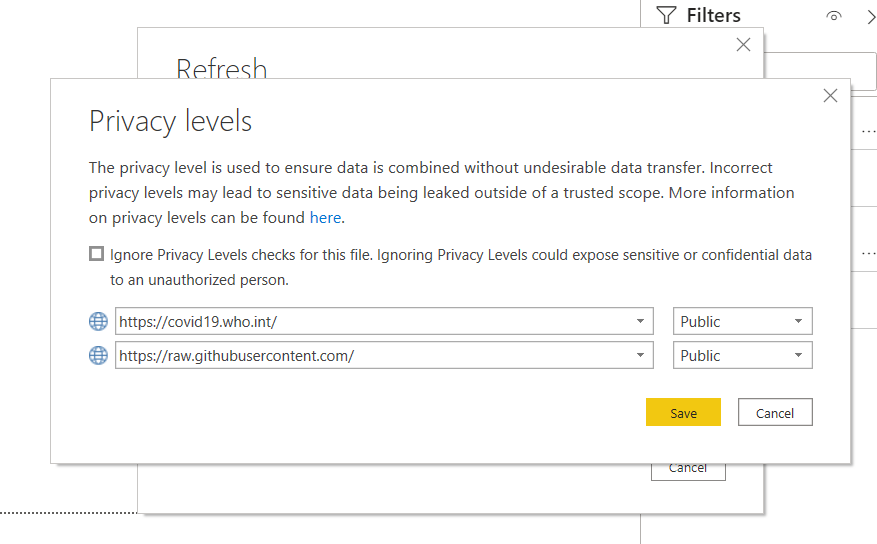 Filters
Refresh
Privacy levels
The privacy level is used to ensure data is combined without undesirable data transfer. Incorrect
privacy levels may lead to sensitive data being leaked outside of a trusted scope. More information
on privacy levels can be found here.
Ignore Privacy Levels checks for this file. Ignoring Privacy Levels could expose sensitive or confidential data
to an unauthorized person.
https://covid19.who.int/ Public
https://raw.githubusercontent.com/ Public
Save Cancel
Cancel